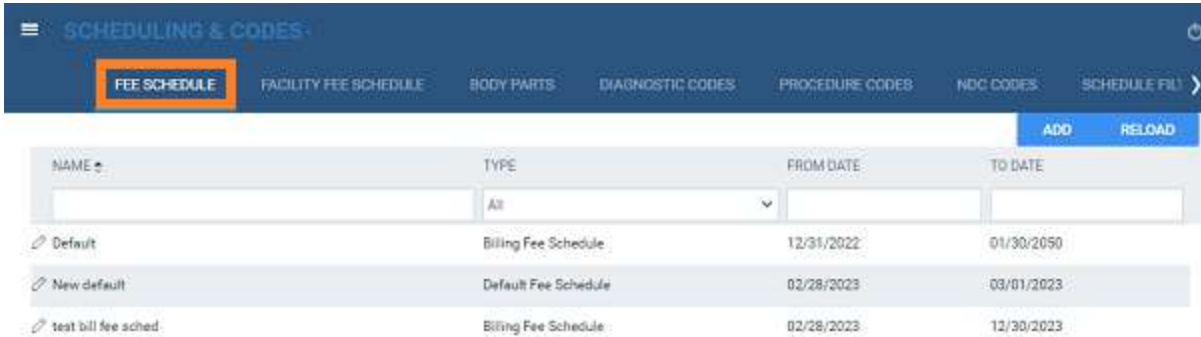 SCHEDULING & CODES
FEE SCHEDULE FACILITY FEE SCHEDULE BODY PARTS DIAGNOSTIC CODES PROCEDURE CODES NDC CODES SCHEDULE FILT
ADD RELOAD
NAME TYPE FROM DATE TO DATE
All
Default Billing Fee Schedule 12/31/2022 01/30/2050
New default Default Fee Schedule 02/28/2023 03/01/2023
test bill fee sched Billing Fee Schedule 02/28/2023 12/30/2023